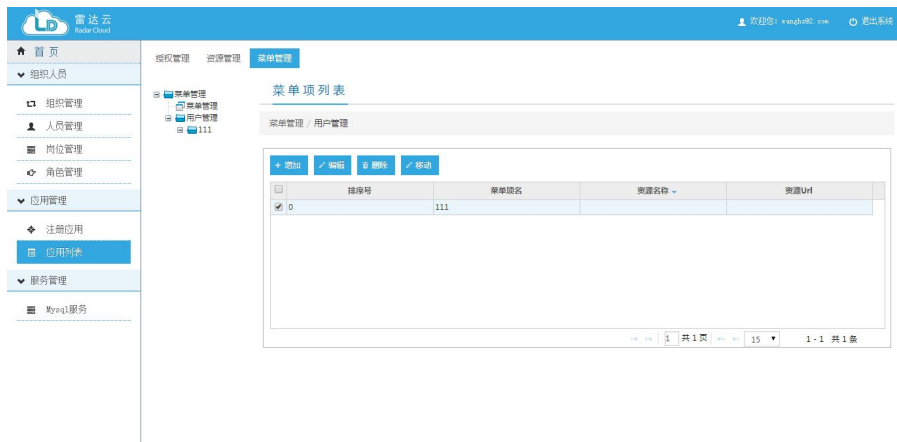 雷达云
Radar Cloud
欢迎您: wanghz02.com
退出系统
首页
组织人员
组织管理
人员管理
岗位管理
角色管理
应用管理
注册应用
应用列表
服务管理
Mysql服务
授权管理 资源管理 菜单管理
菜单管理
菜单管理
用户管理
111
菜单项列表
菜单管理 / 用户管理
+ 增加 编辑 删除 移动
排序号 菜单项名 资源名称 资源Url
0 111
1 共1页 15 1 - 1 共1条